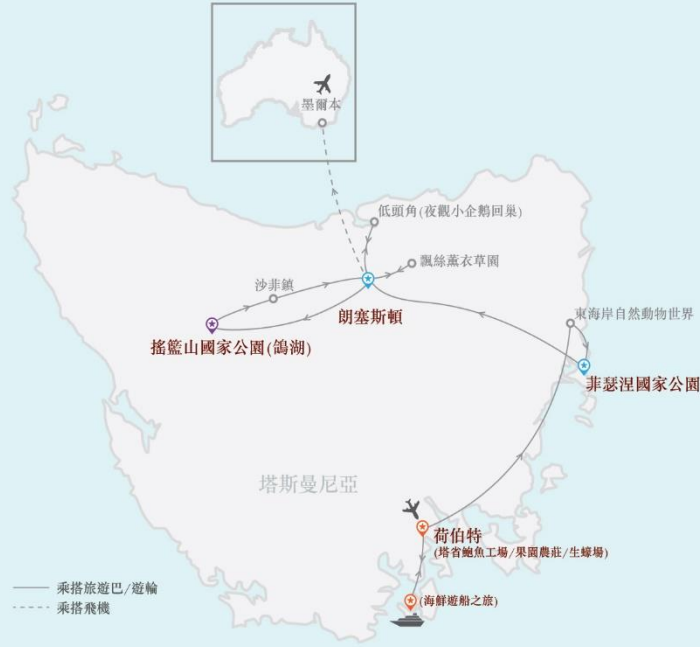 墨爾本
低頭角(夜觀小企鵝回巢)
飄絲薰衣草園
沙菲鎮
朗塞斯頓
搖籃山國家公園(鴿湖)
東海岸自然動物世界
菲瑟涅國家公園
塔斯曼尼亞
荷伯特
(塔省鮑魚工場/果園農莊/生蠔場)
(海鮮遊船之旅)
乘搭旅遊巴/遊輪
乘搭飛機